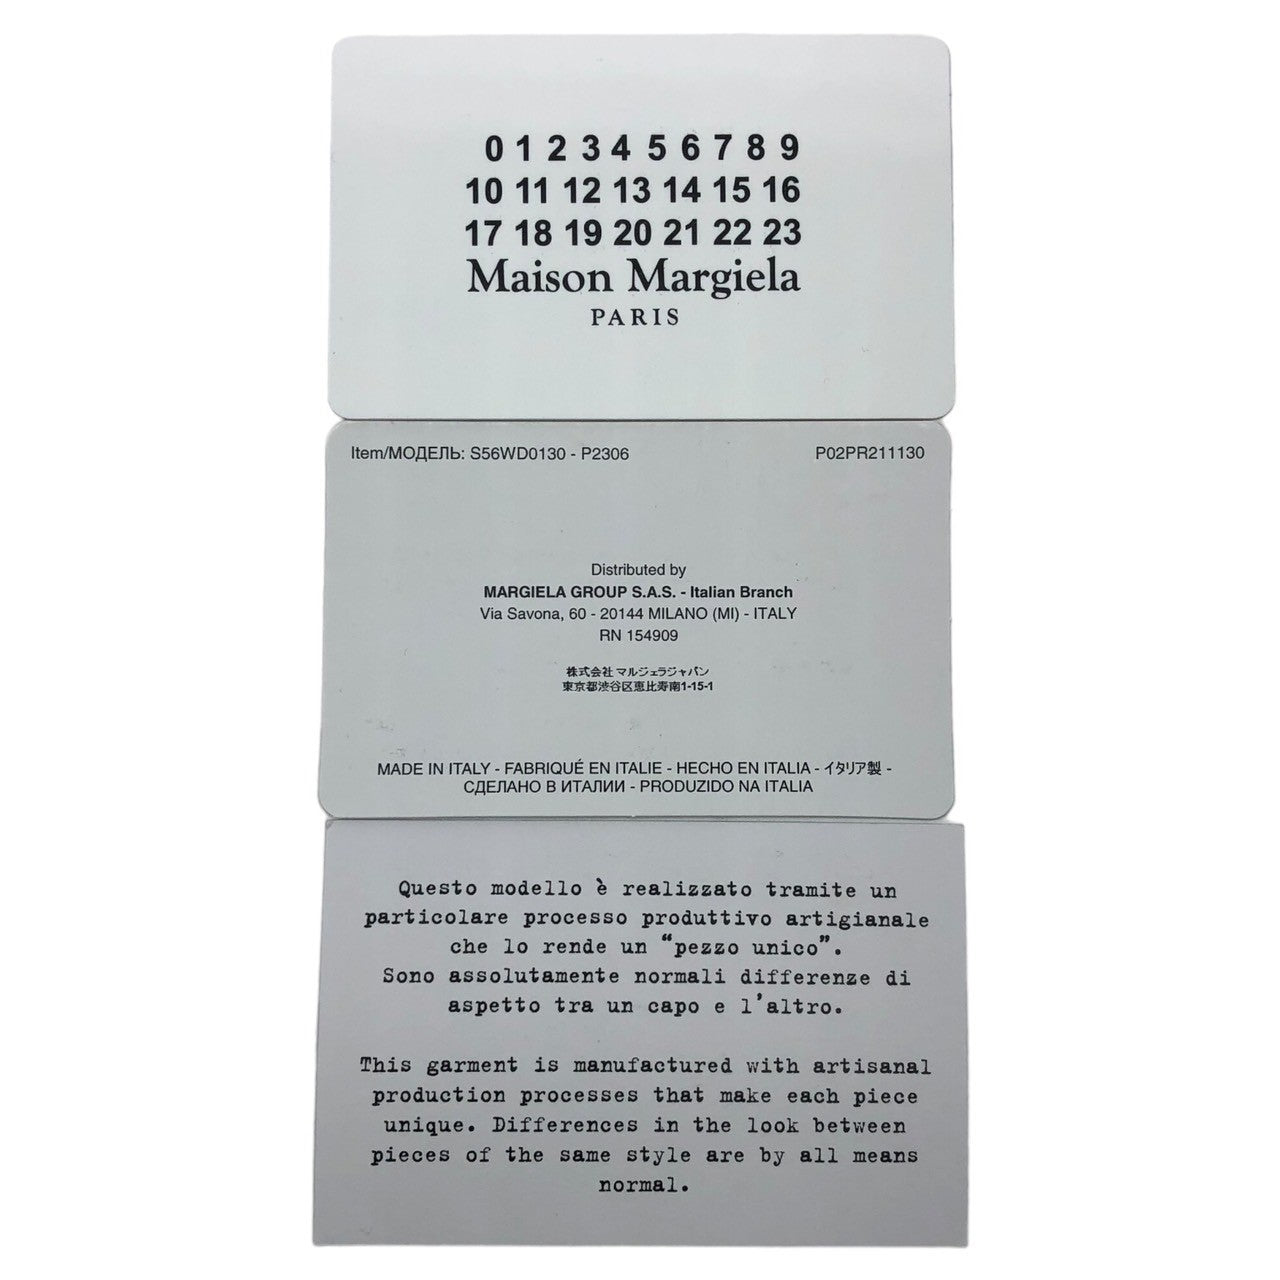 0 1 2 3 4 5 6 7 8 9
10 11 12 13 14 15 16
17 18 19 20 21 22 23
Maison Margiela
PARIS
Item/МОДЕЛЬ: S56WD0130 - P2306 P02PR211130
Distributed by
MARGIELA GROUP S.A.S. - Italian Branch
Via Savona, 60 - 20144 MILANO (MI) - ITALY
RN 154909
株式会社 マルジェラジャパン
東京都渋谷区恵比寿南1-15-1
MADE IN ITALY - FABRIQUÉ EN ITALIE - HECHO EN ITALIA - イタリア製 -
СДЕЛАНО В ИТАЛИИ - PRODUZIDO NA ITALIA
Questo modello è realizzato tramite un
particolare processo produttivo artigianale
che lo rende un “pezzo unico”.
Sono assolutamente normali differenze di
aspetto tra un capo e l'altro.
This garment is manufactured with artisanal
production processes that make each piece
unique. Differences in the look between
pieces of the same style are by all means
normal.